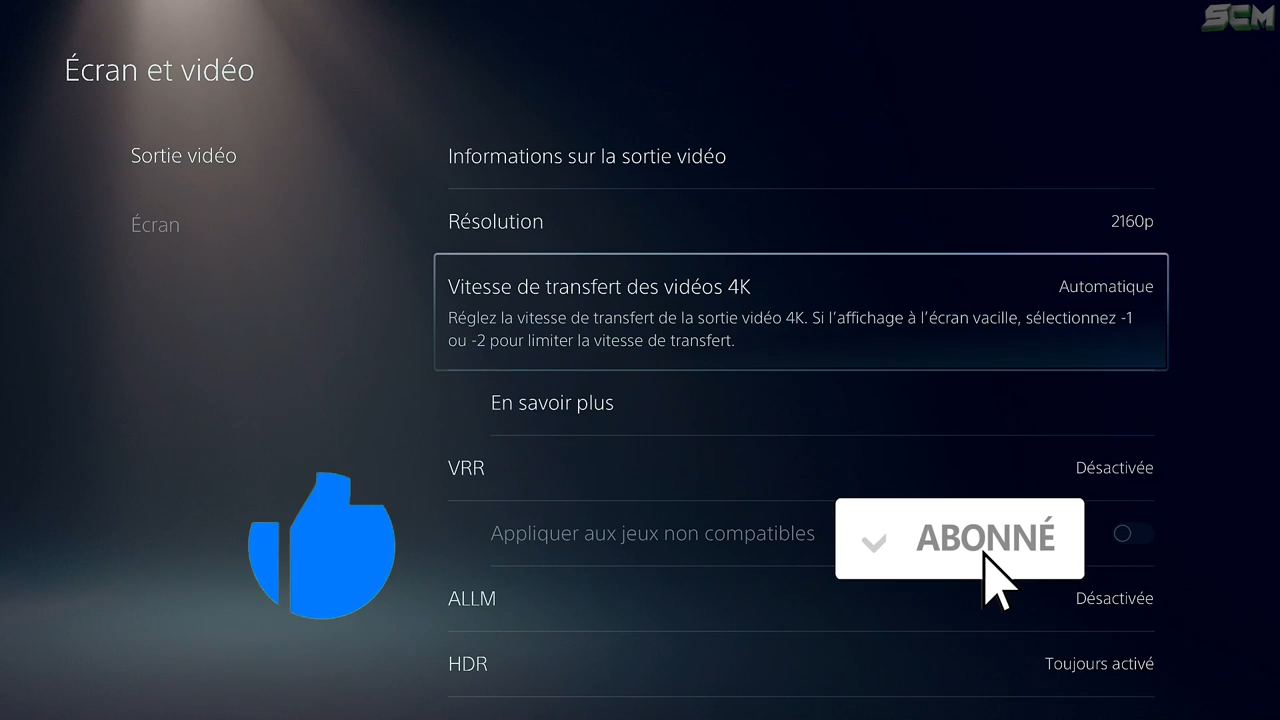 SCM
Écran et vidéo
Sortie vidéo
Écran
Informations sur la sortie vidéo
Résolution 2160p
Vitesse de transfert des vidéos 4K Automatique
Réglez la vitesse de transfert de la sortie vidéo 4K. Si l’affichage à l’écran vacille, sélectionnez -1
ou -2 pour limiter la vitesse de transfert.
En savoir plus
VRR Désactivée
Appliquer aux jeux non compatibles
ABONNÉ
ALLM Désactivée
HDR Toujours activé